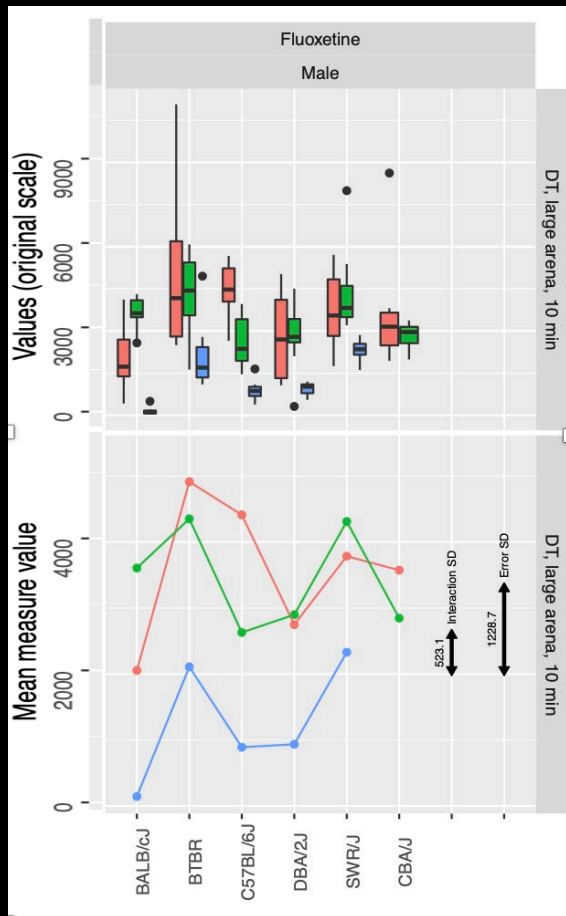 Fluoxetine
Male
Values (original scale)
9000
6000
3000
0
DT, large arena, 10 min
Mean measure value
4000
2000
0
523.1
Interaction SD
1228.7
Error SD
DT, large arena, 10 min
BALB/cJ
BTBR
C57BL/6J
DBA/2J
SWR/J
CBA/J